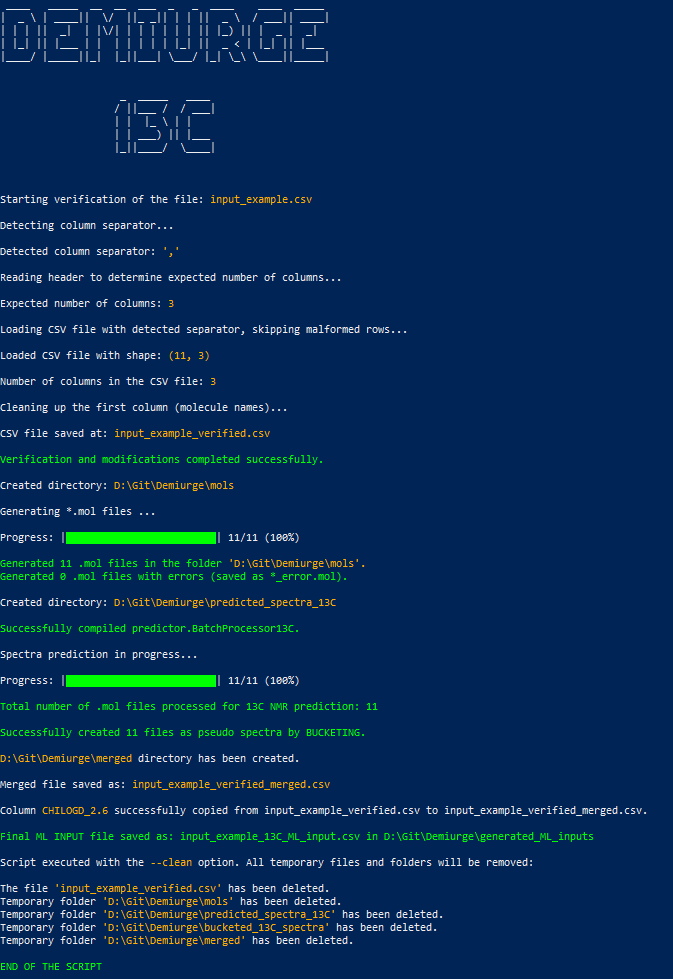 DEMIURGE
13C
Starting verification of the file: input_example.csv
Detecting column separator...
Detected column separator: ','
Reading header to determine expected number of columns...
Expected number of columns: 3
Loading CSV file with detected separator, skipping malformed rows...
Loaded CSV file with shape: (11, 3)
Number of columns in the CSV file: 3
Cleaning up the first column (molecule names)...
CSV file saved at: input_example_verified.csv
Verification and modifications completed successfully.
Created directory: D:\Git\Demiurge\mols
Generating *.mol files ...
Progress: |██████████████████████████| 11/11 (100%)
Generated 11 .mol files in the folder 'D:\Git\Demiurge\mols'.
Generated 0 .mol files with errors (saved as *_error.mol).
Created directory: D:\Git\Demiurge\predicted_spectra_13C
Successfully compiled predictor.BatchProcessor13C.
Spectra prediction in progress...
Progress: |██████████████████████████| 11/11 (100%)
Total number of .mol files processed for 13C NMR prediction: 11
Successfully created 11 files as pseudo spectra by BUCKETING.
D:\Git\Demiurge\merged directory has been created.
Merged file saved as: input_example_verified_merged.csv
Column CHILOGD_2.6 successfully copied from input_example_verified.csv to input_example_verified_merged.csv.
Final ML INPUT file saved as: input_example_13C_ML_input.csv in D:\Git\Demiurge\generated_ML_inputs
Script executed with the --clean option. All temporary files and folders will be removed:
The file 'input_example_verified.csv' has been deleted.
Temporary folder 'D:\Git\Demiurge\mols' has been deleted.
Temporary folder 'D:\Git\Demiurge\predicted_spectra_13C' has been deleted.
Temporary folder 'D:\Git\Demiurge\bucketed_13C_spectra' has been deleted.
Temporary folder 'D:\Git\Demiurge\merged' has been deleted.
END OF THE SCRIPT